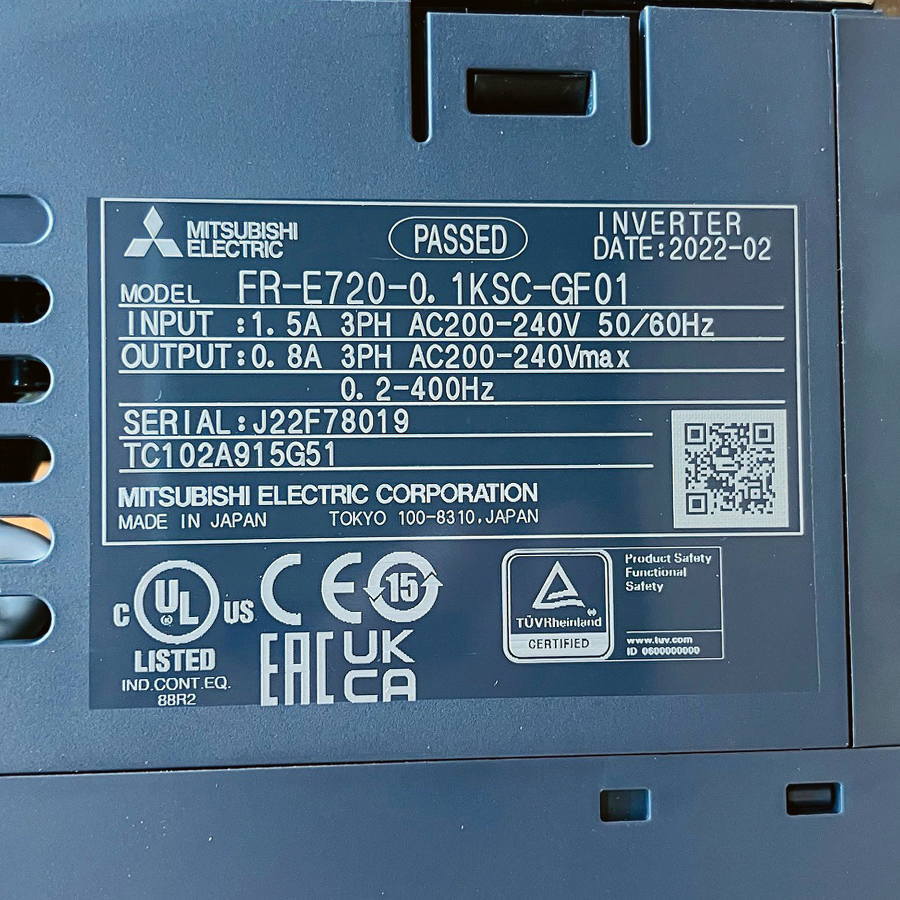 MITSUBISHI
ELECTRIC
PASSED
INVERTER
DATE:2022-02
MODEL FR-E720-0.1KSC-GF01
INPUT :1.5A 3PH AC200-240V 50/60Hz
OUTPUT:0.8A 3PH AC200-240Vmax
0.2-400Hz
SERIAL:J22F78019
TC102A915G51
MITSUBISHI ELECTRIC CORPORATION
MADE IN JAPAN TOKYO 100-8310,JAPAN
C UL ® US
LISTED
IND.CONT.EQ.
88R2
CE
15
EAC
UK
CA
TÜVRheinland ®
CERTIFIED
Product Safety
Functional
Safety
www.tuv.com
ID 0600000000